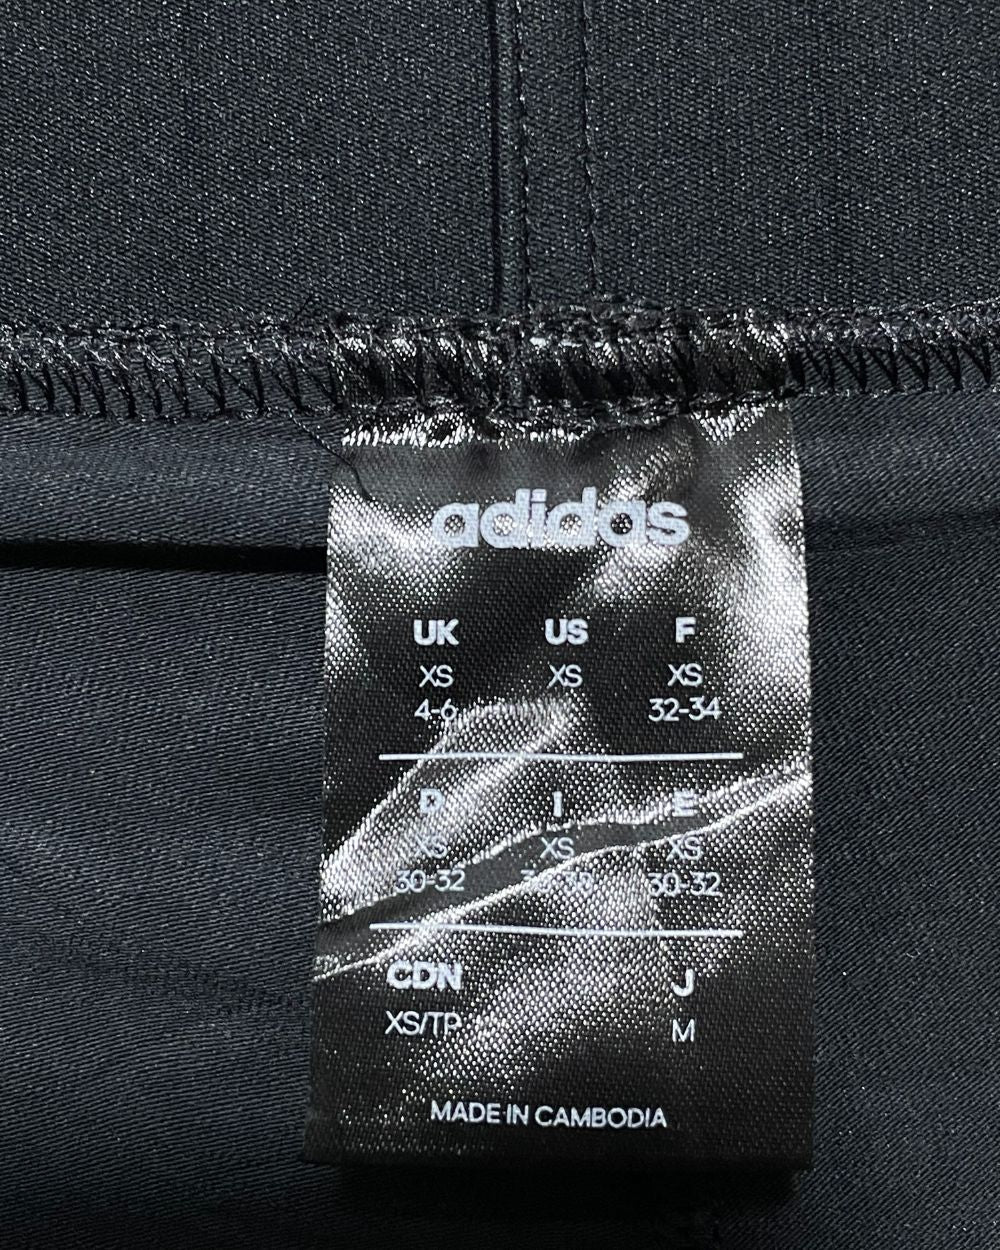 adidas
UK US F
XS XS XS
4-6 32-34
D I E
XS XS XS
30-32 30-32
CDN J
XS/TP M
MADE IN CAMBODIA